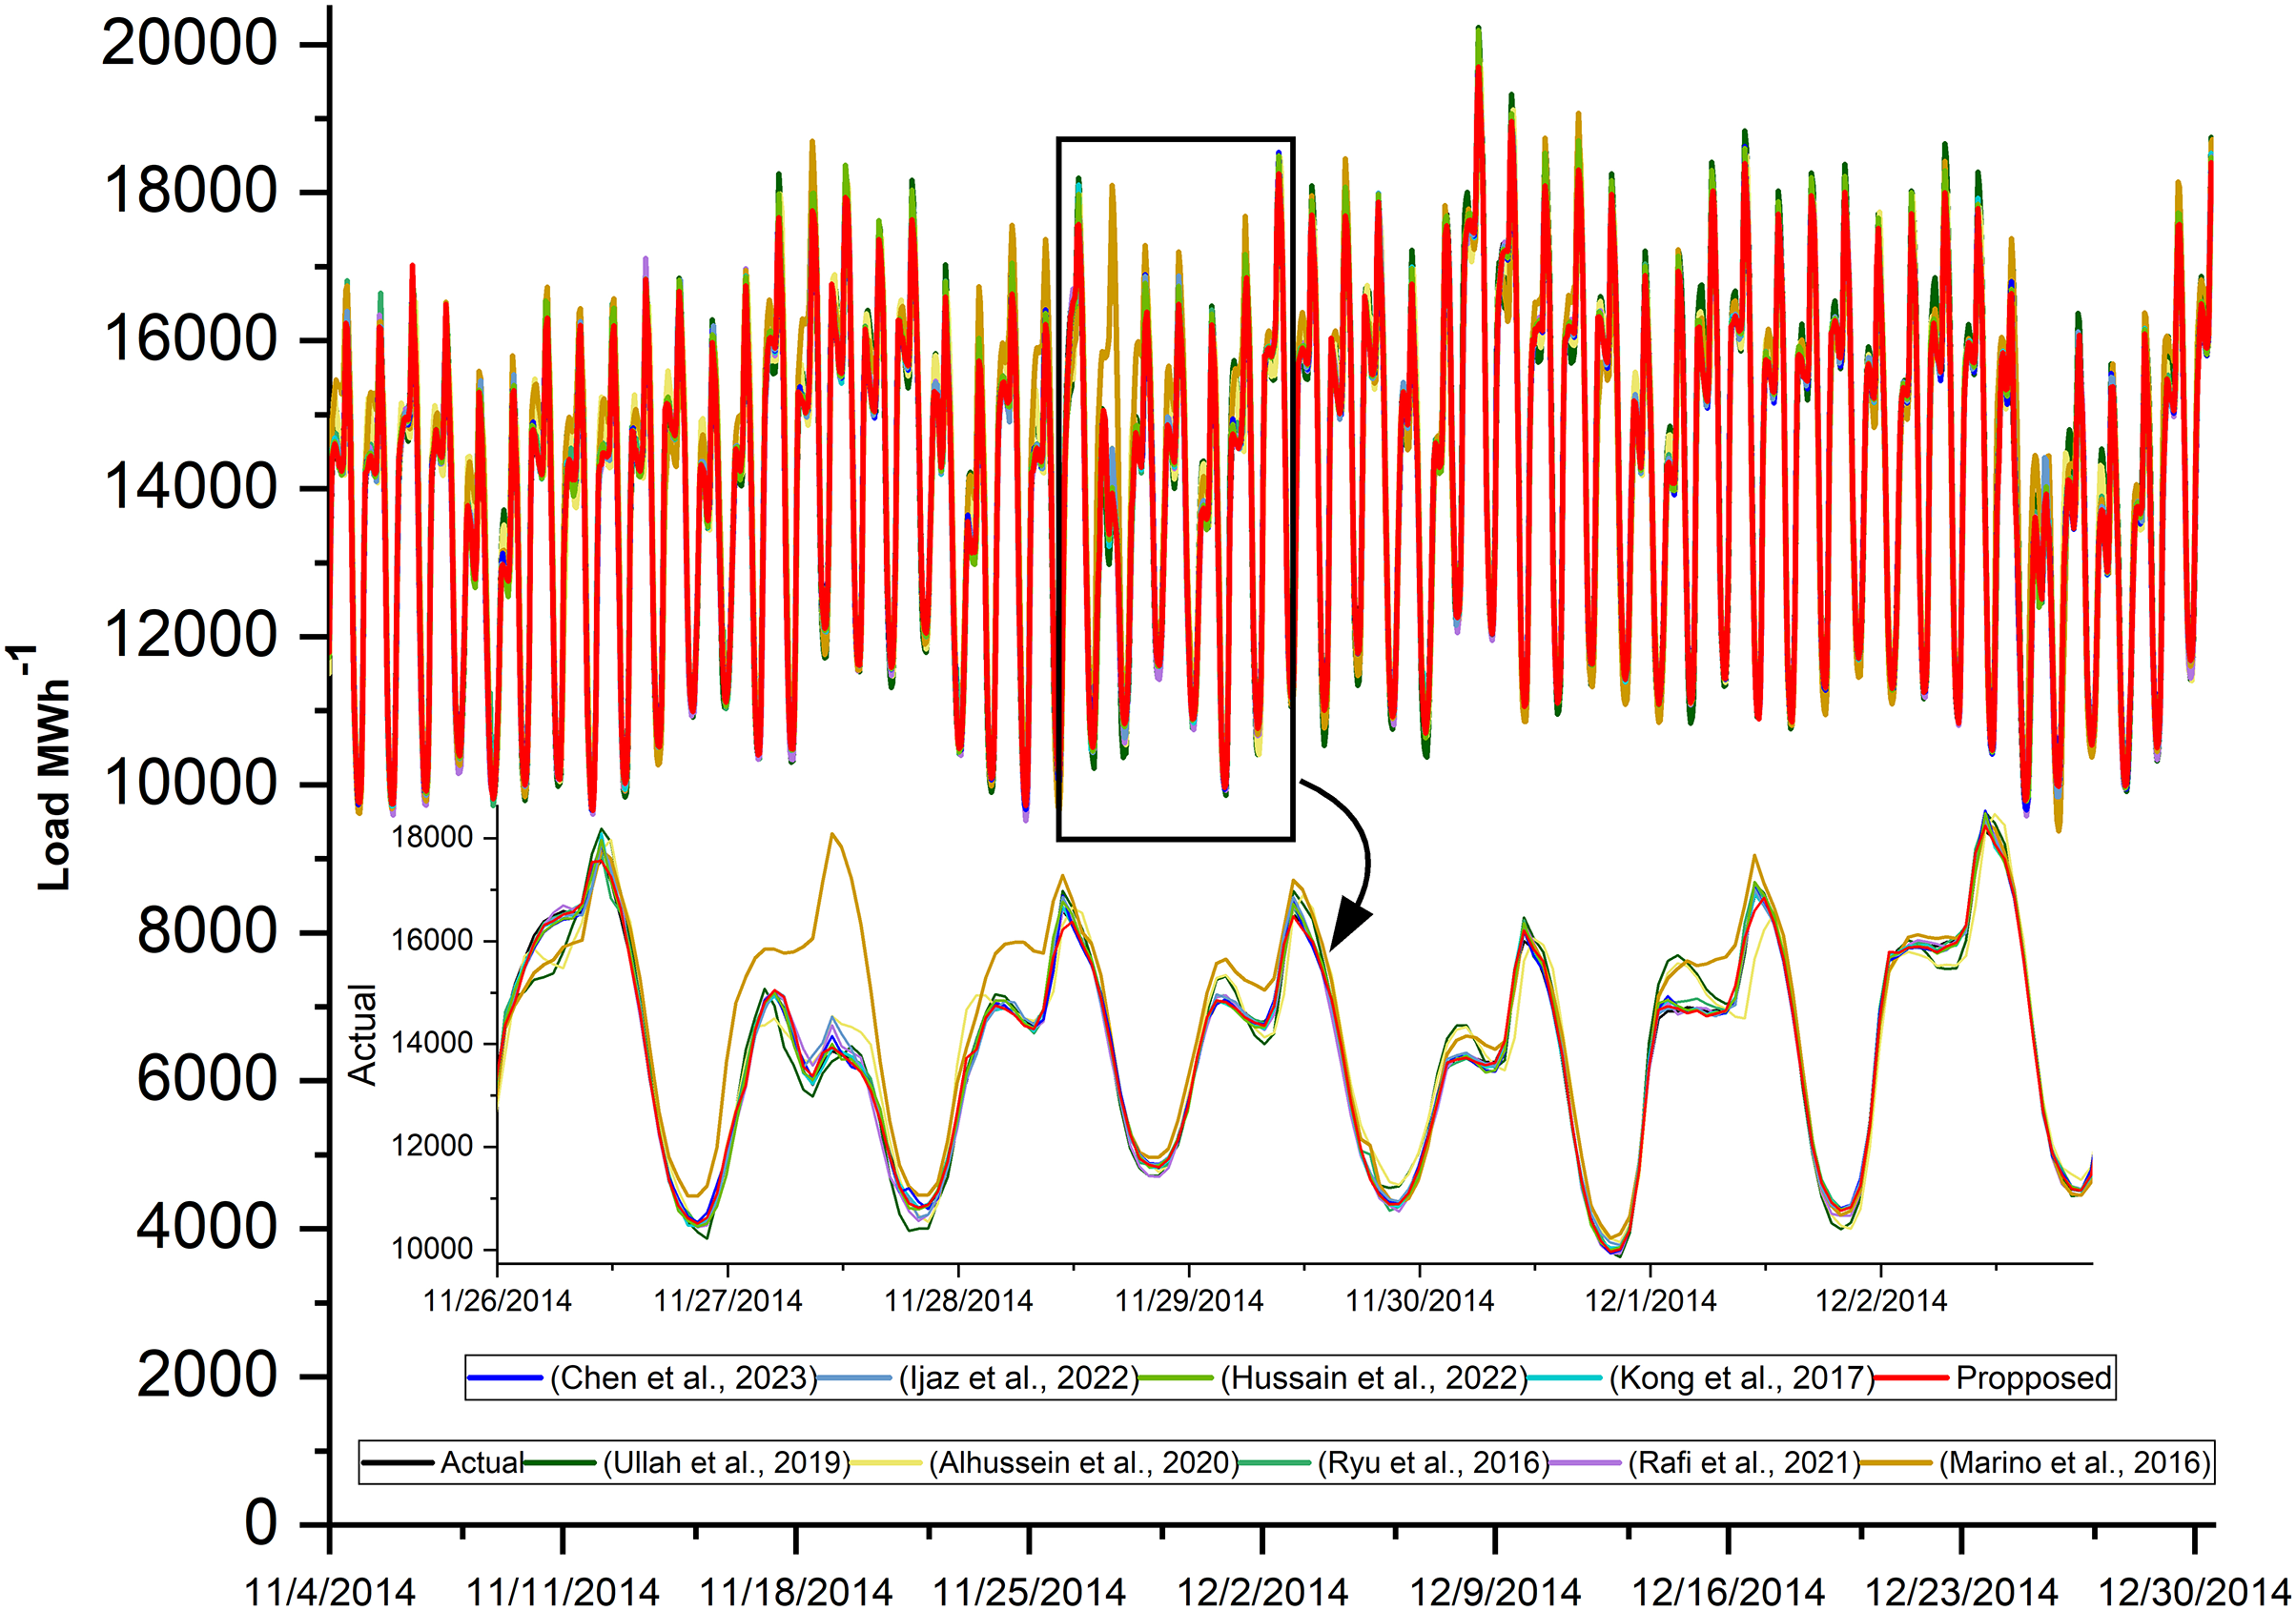 20000
18000
16000
14000
12000
10000
8000
6000
4000
2000
0
Load MWh-1
18000
16000
14000
12000
10000
Actual
11/26/2014 11/27/2014 11/28/2014 11/29/2014 11/30/2014 12/1/2014 12/2/2014
(Chen et al., 2023) (Ijaz et al., 2022) (Hussain et al., 2022) (Kong et al., 2017) Propposed
Actual (Ullah et al., 2019) (Alhussein et al., 2020) (Ryu et al., 2016) (Rafi et al., 2021) (Marino et al., 2016)
11/4/2014 11/11/2014 11/18/2014 11/25/2014 12/2/2014 12/9/2014 12/16/2014 12/23/2014 12/30/2014